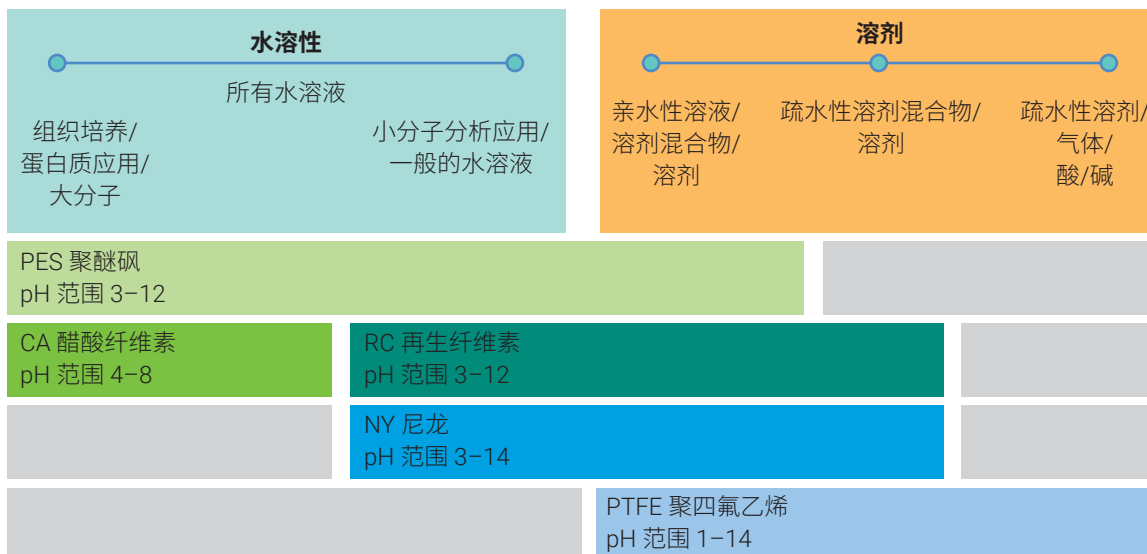 水溶性
所有水溶液
组织培养/
蛋白质应用/
大分子
小分子分析应用/
一般的水溶液
溶剂
亲水性溶液/
溶剂混合物/
溶剂
疏水性溶剂混合物/
溶剂
疏水性溶剂/
气体/
酸/碱
PES 聚醚砜
pH 范围 3–12
CA 醋酸纤维素
pH 范围 4–8
RC 再生纤维素
pH 范围 3–12
NY 尼龙
pH 范围 3–14
PTFE 聚四氟乙烯
pH 范围 1–14